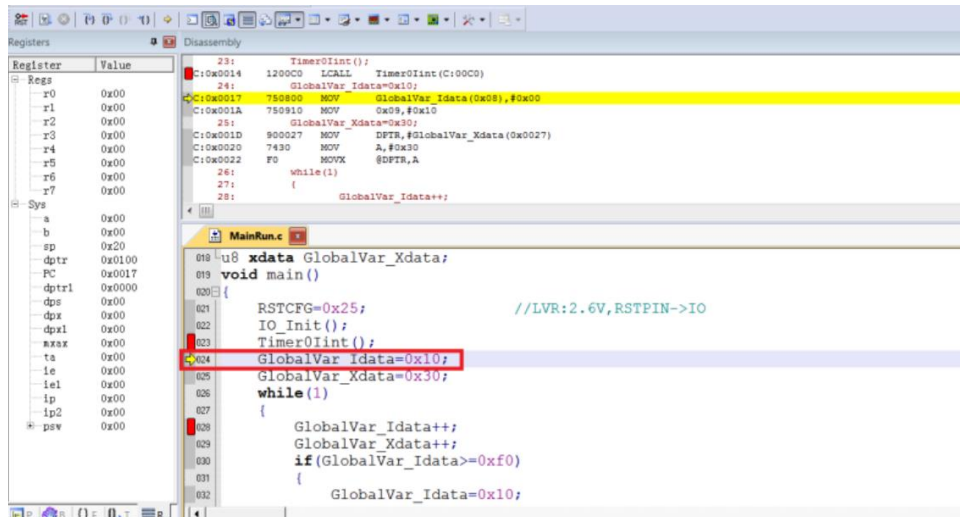 Registers
Disassembly
Register Value
Regs
r0 0x00
r1 0x00
r2 0x00
r3 0x00
r4 0x00
r5 0x00
r6 0x00
r7 0x00
Sys
a 0x00
b 0x00
sp 0x20
dptr 0x0100
PC 0x0017
dptr1 0x0000
dps 0x00
dpx 0x00
dpx1 0x00
mxax 0x00
ta 0x00
ie 0x00
ie1 0x00
ip 0x00
ip2 0x00
psw 0x00
23: Timer0Iint();
C:0x0014 1200C0 LCALL Timer0Iint(C:00C0)
24: GlobalVar_Idata=0x10;
C:0x0017 750800 MOV GlobalVar_Idata(0x08),#0x00
C:0x001A 750910 MOV 0x09,#0x10
25: GlobalVar_Xdata=0x30;
C:0x001D 900027 MOV DPTR,#GlobalVar_Xdata(0x0027)
C:0x0020 7430 MOV A,#0x30
C:0x0022 F0 MOVX @DPTR,A
26: while(1)
27: {
28: GlobalVar_Idata++;
MainRun.c
018 u8 xdata GlobalVar_Xdata;
019 void main()
020 {
021 RSTCFG=0x25; //LVR:2.6V,RSTPIN->IO
022 IO_Init();
023 Timer0Iint();
024 GlobalVar_Idata=0x10;
025 GlobalVar_Xdata=0x30;
026 while(1)
027 {
028 GlobalVar_Idata++;
029 GlobalVar_Xdata++;
030 if(GlobalVar_Idata>=0xf0)
031 {
032 GlobalVar_Idata=0x10;